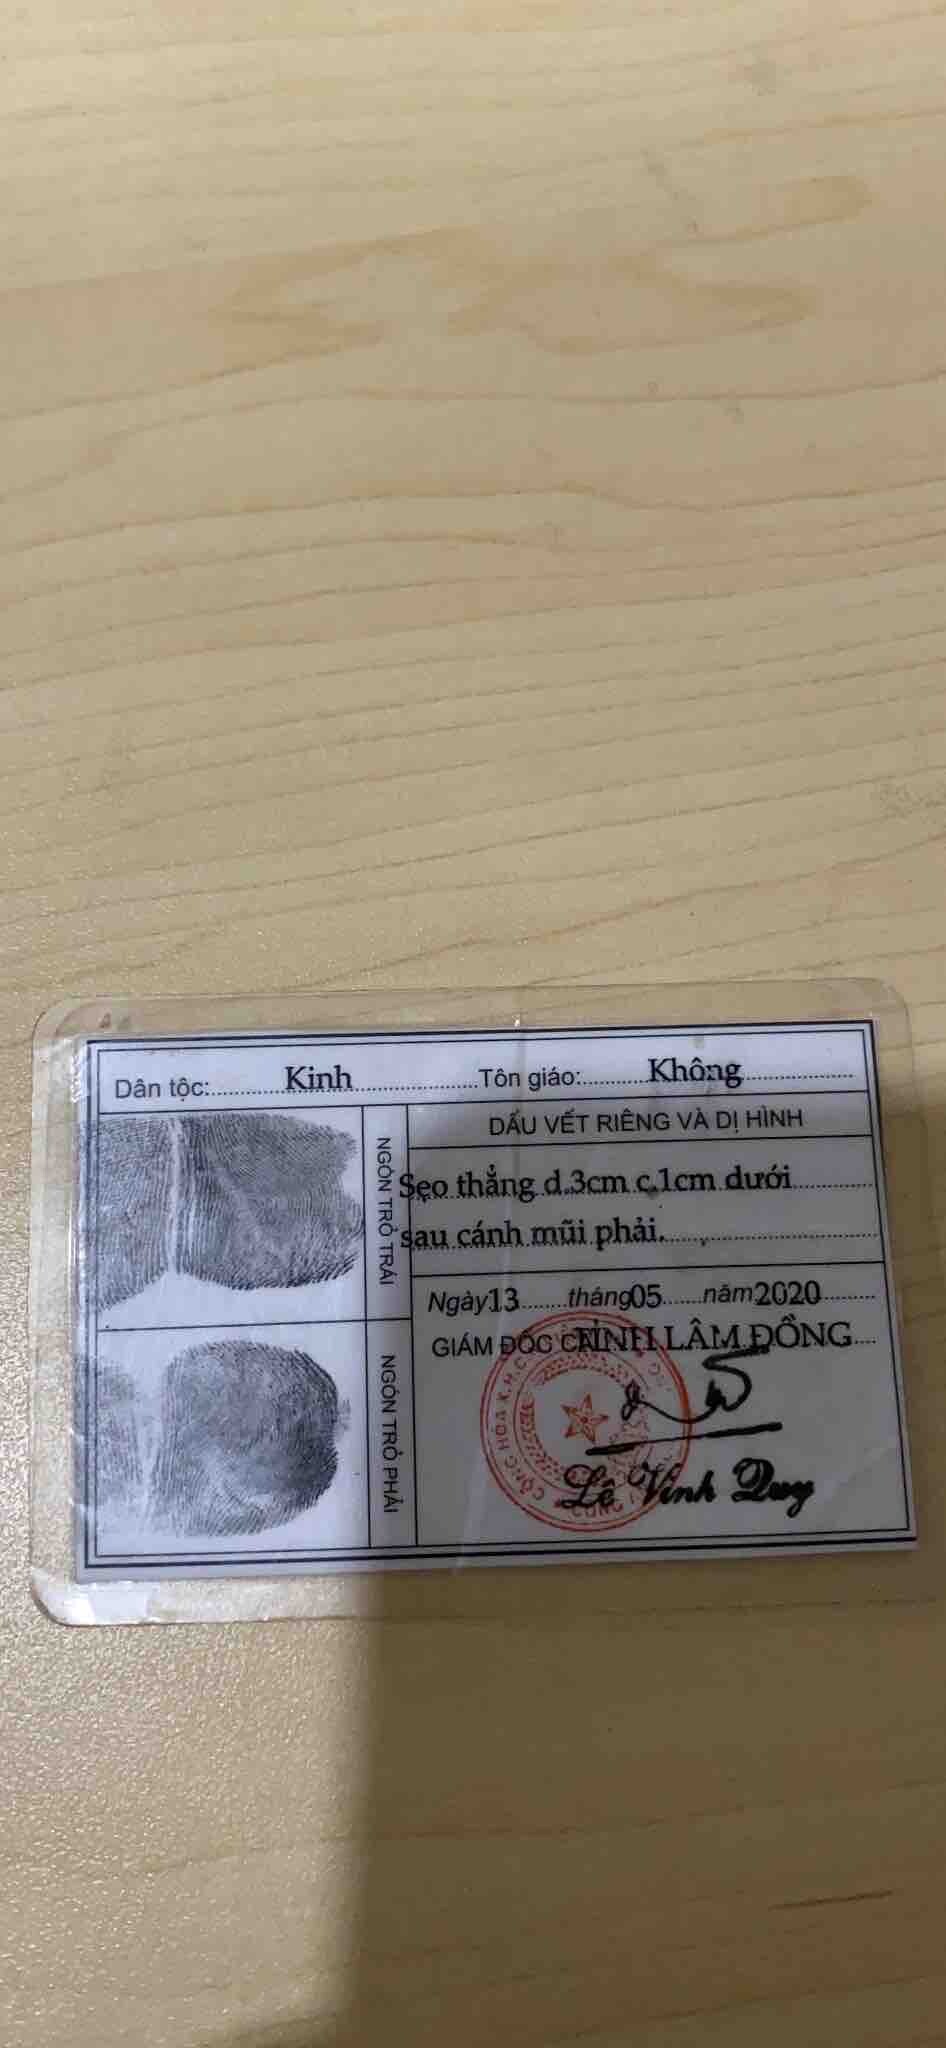 Dân tộc: Kinh Tôn giáo: Không
NGÓN TRỎ TRÁI
DẤU VẾT RIÊNG VÀ DỊ HÌNH
Sẹo thẳng d.3cm c.1cm dưới
sau cánh mũi phải.
Ngày 13 tháng 05 năm 2020
GIÁM ĐỐC CA TỈNH LÂM ĐỒNG
NGÓN TRỎ PHẢI
Lê Vinh Quy